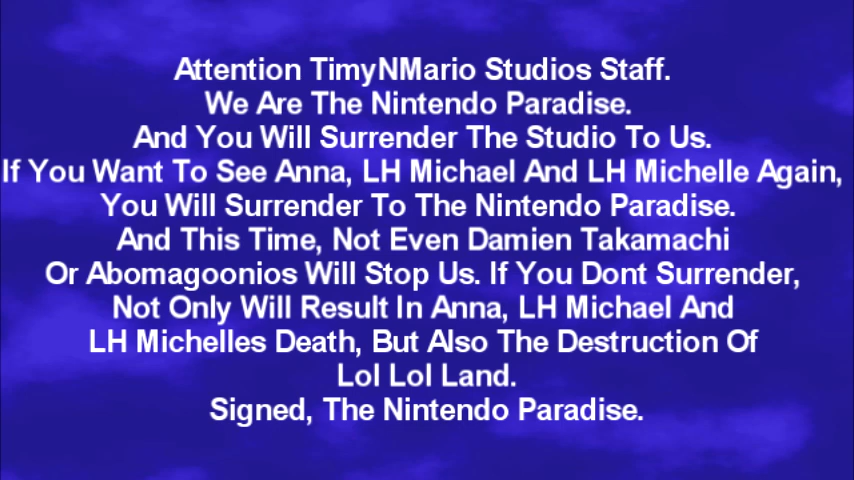 Attention TimyNMario Studios Staff.
We Are The Nintendo Paradise.
And You Will Surrender The Studio To Us.
If You Want To See Anna, LH Michael And LH Michelle Again,
You Will Surrender To The Nintendo Paradise.
And This Time, Not Even Damien Takamachi
Or Abomagoonios Will Stop Us. If You Dont Surrender,
Not Only Will Result In Anna, LH Michael And
LH Michelles Death, But Also The Destruction Of
Lol Lol Land.
Signed, The Nintendo Paradise.